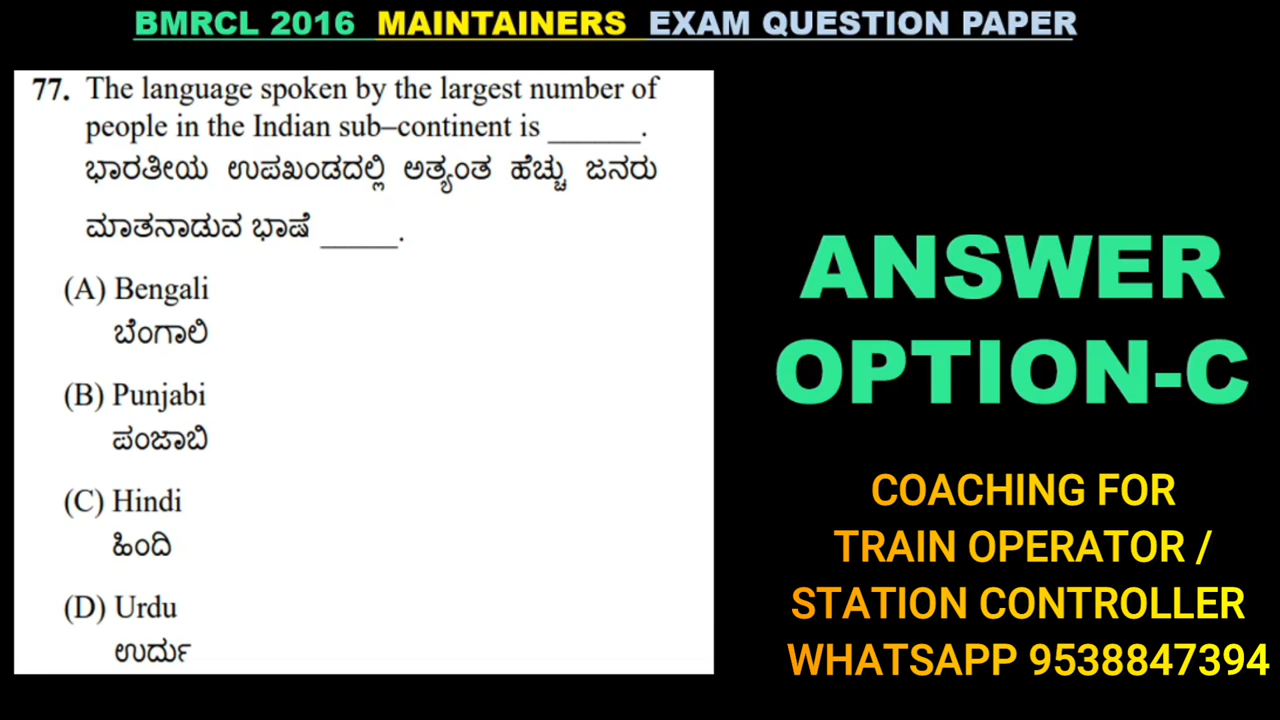 BMRCL 2016 MAINTAINERS EXAM QUESTION PAPER
77. The language spoken by the largest number of
people in the Indian sub–continent is ______.
ಭಾರತೀಯ ಉಪಖಂಡದಲ್ಲಿ ಅತ್ಯಂತ ಹೆಚ್ಚು ಜನರು
ಮಾತನಾಡುವ ಭಾಷೆ _____.
(A) Bengali
ಬೆಂಗಾಲಿ
(B) Punjabi
ಪಂಜಾಬಿ
(C) Hindi
ಹಿಂದಿ
(D) Urdu
ಉರ್ದು
ANSWER
OPTION-C
COACHING FOR
TRAIN OPERATOR /
STATION CONTROLLER
WHATSAPP 9538847394